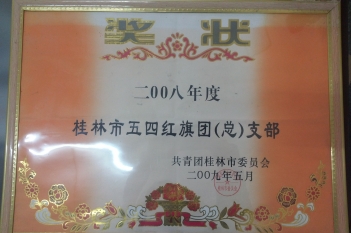 奖状
二00八年度
桂林市五四红旗团(总)支部
共青团桂林市委员会
二00九年五月